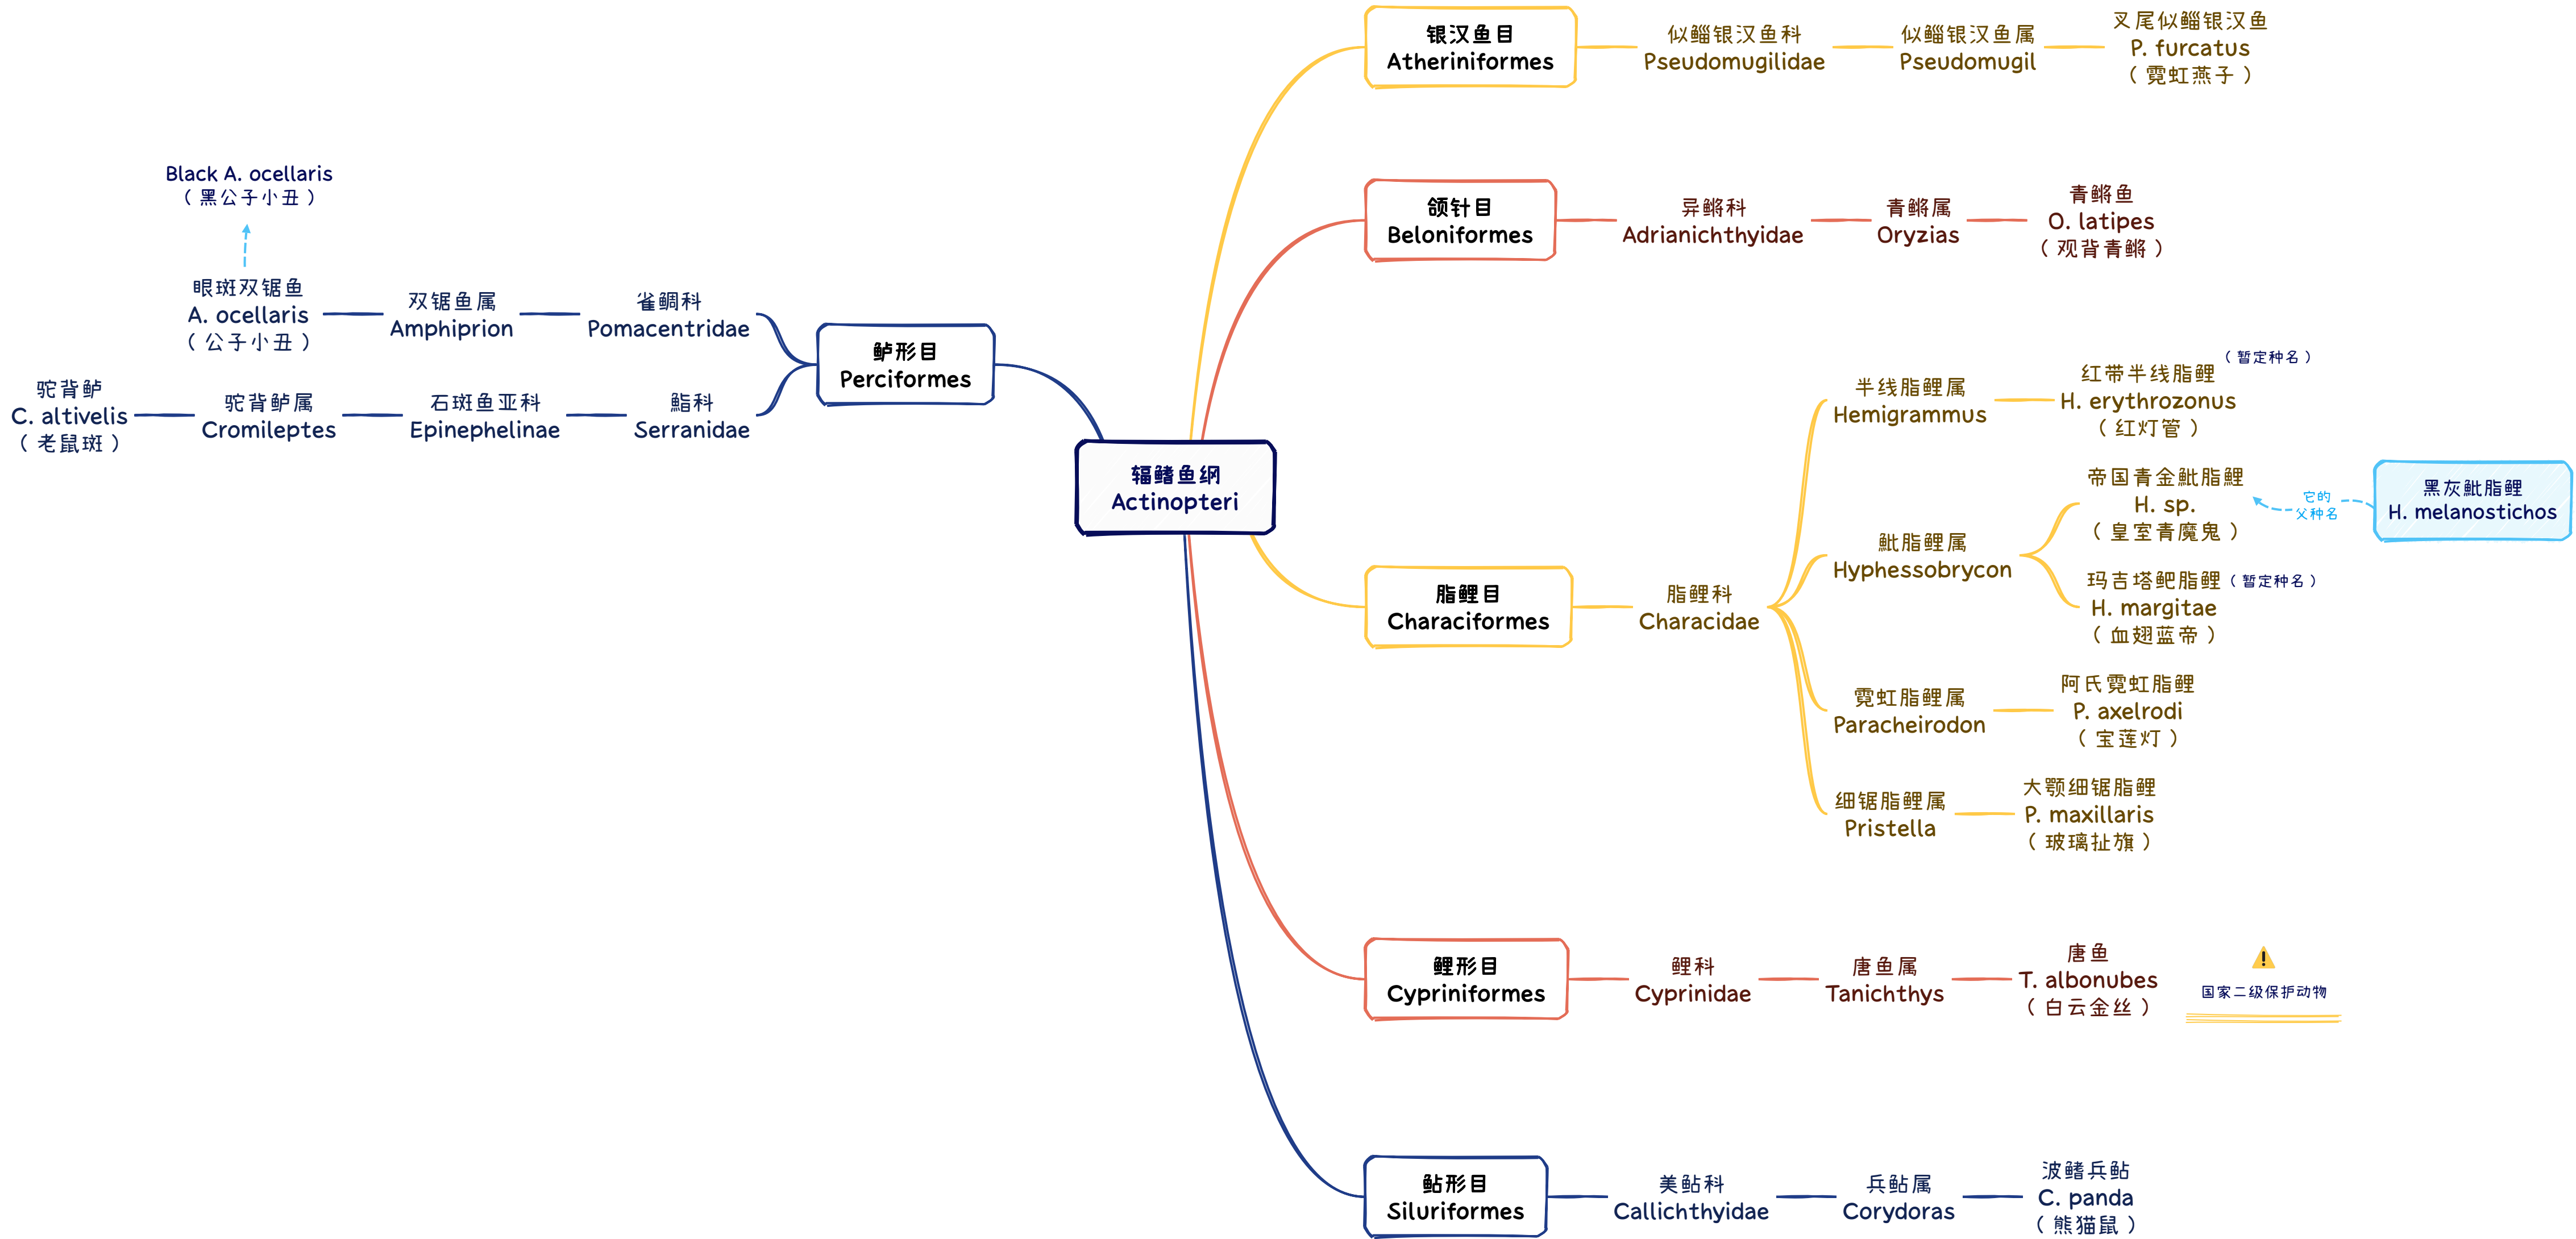 银汉鱼目
Atheriniformes
似鲻银汉鱼科
Pseudomugilidae
似鲻银汉鱼属
Pseudomugil
叉尾似鲻银汉鱼
P. furcatus
（霓虹燕子）
颌针目
Beloniformes
异鳉科
Adrianichthyidae
青鳉属
Oryzias
青鳉鱼
O. latipes
（观背青鳉）
Black A. ocellaris
（黑公子小丑）
眼斑双锯鱼
A. ocellaris
（公子小丑）
双锯鱼属
Amphiprion
雀鲷科
Pomacentridae
鲈形目
Perciformes
驼背鲈
C. altivelis
（老鼠斑）
驼背鲈属
Cromileptes
石斑鱼亚科
Epinephelinae
鮨科
Serranidae
辐鳍鱼纲
Actinopteri
脂鲤目
Characiformes
脂鲤科
Characidae
半线脂鲤属
Hemigrammus
（暂定种名）
红带半线脂鲤
H. erythrozonus
（红灯管）
魮脂鲤属
Hyphessobrycon
帝国青金魮脂鯉
H. sp.
（皇室青魔鬼）
它的
父种名
黑灰魮脂鲤
H. melanostichos
玛吉塔鲃脂鲤
（暂定种名）
H. margitae
（血翅蓝帝）
霓虹脂鲤属
Paracheirodon
阿氏霓虹脂鲤
P. axelrodi
（宝莲灯）
细锯脂鲤属
Pristella
大颚细锯脂鲤
P. maxillaris
（玻璃扯旗）
鲤形目
Cypriniformes
鲤科
Cyprinidae
唐鱼属
Tanichthys
唐鱼
T. albonubes
（白云金丝）
国家二级保护动物
鲇形目
Siluriformes
美鲇科
Callichthyidae
兵鲇属
Corydoras
波鳍兵鲇
C. panda
（熊猫鼠）